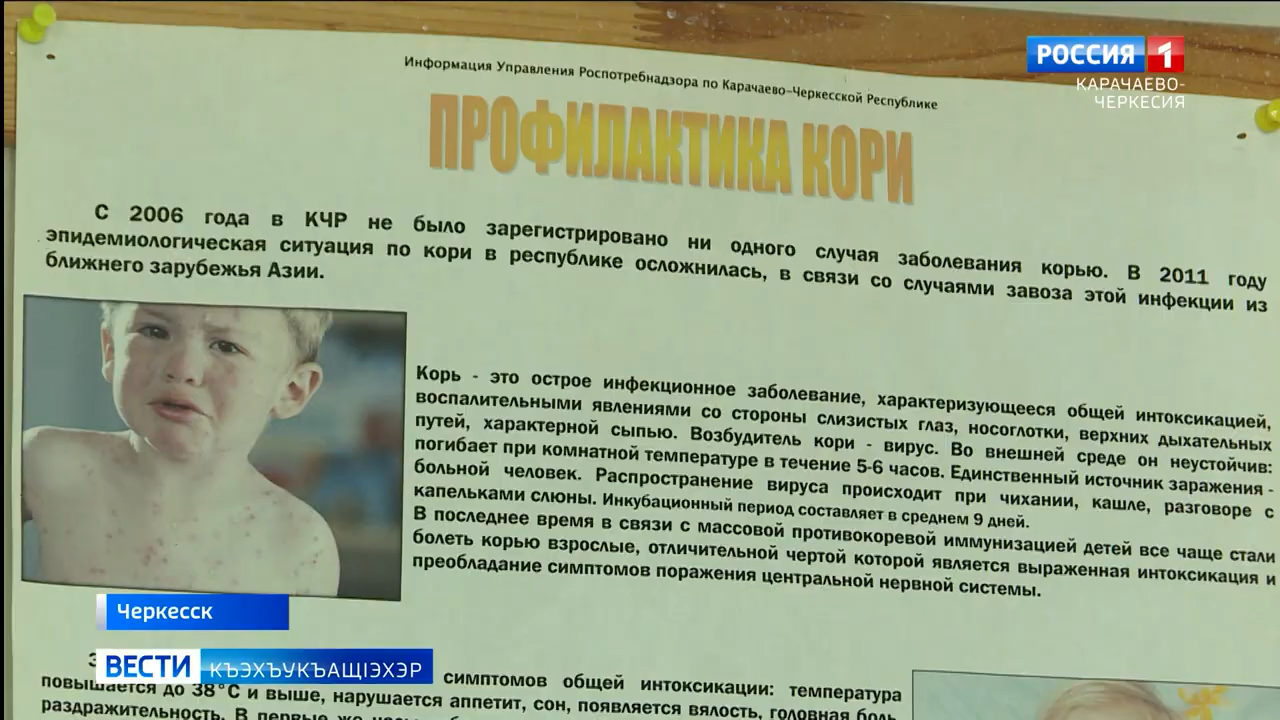 РОССИЯ 1
КАРАЧАЕВО-
ЧЕРКЕСИЯ
Информация Управления Роспотребнадзора по Карачаево-Черкесской Республике
ПРОФИЛАКТИКА КОРИ
С 2006 года в КЧР не было зарегистрировано ни одного случая заболевания корью. В 2011 году
эпидемиологическая ситуация по кори в республике осложнилась, в связи со случаями завоза этой инфекции из
ближнего зарубежья Азии.
Корь - это острое инфекционное заболевание, характеризующееся общей интоксикацией,
воспалительными явлениями со стороны слизистых глаз, носоглотки, верхних дыхательных
путей, характерной сыпью. Возбудитель кори - вирус. Во внешней среде он неустойчив:
погибает при комнатной температуре в течение 5-6 часов. Единственный источник заражения -
больной человек. Распространение вируса происходит при чихании, кашле, разговоре с
капельками слюны. Инкубационный период составляет в среднем 9 дней.
В последнее время в связи с массовой противокоревой иммунизацией детей все чаще стали
болеть корью взрослые, отличительной чертой которой является выраженная интоксикация и
преобладание симптомов поражения центральной нервной системы.
Черкесск
ВЕСТИ КЪЭХЪУКЪАЩIЭХЭР
симптомов общей интоксикации: температура
повышается до 38°С и выше, нарушается аппетит, сон, появляется вялость, головная боль,
раздражительность. В первые же